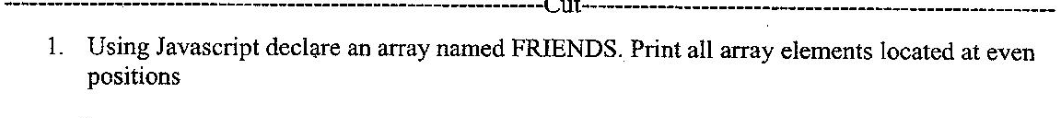 -----Cut-----
1. Using Javascript declare an array named FRIENDS. Print all array elements located at even
positions